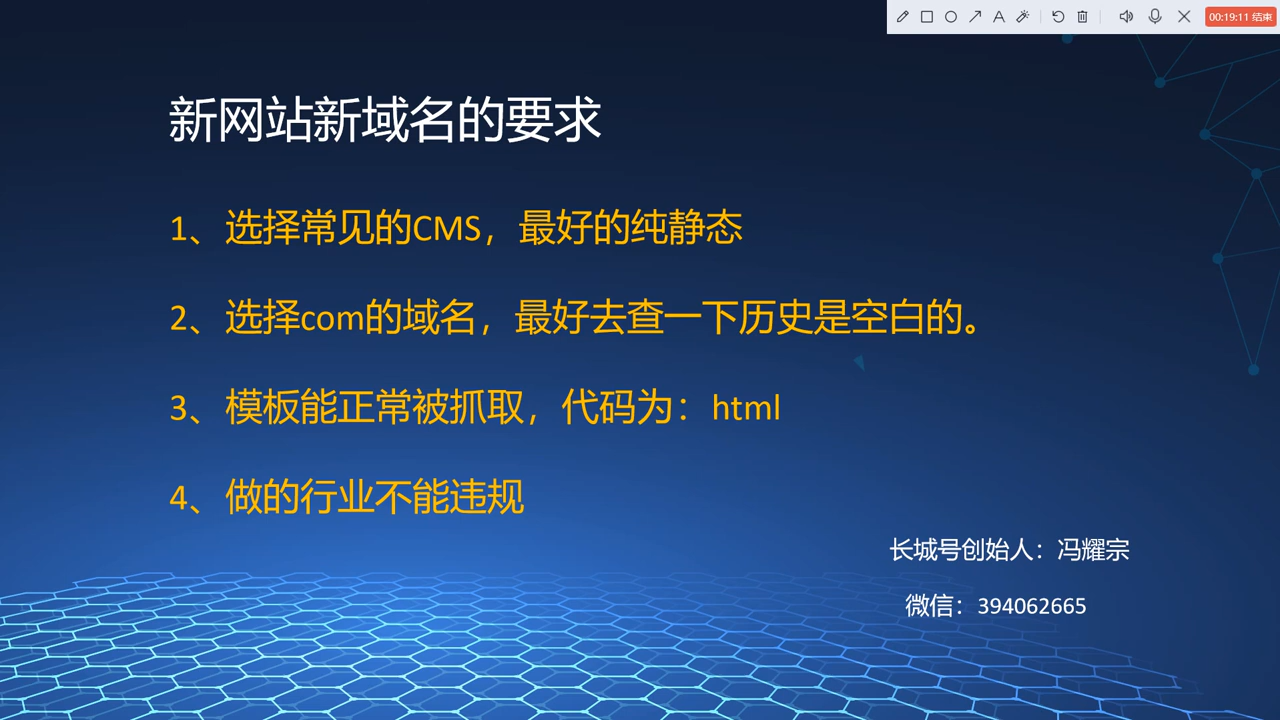 00:19:11 结束
新网站新域名的要求
1、选择常见的CMS，最好的纯静态
2、选择com的域名，最好去查一下历史是空白的。
3、模板能正常被抓取，代码为：html
4、做的行业不能违规
长城号创始人：冯耀宗
微信：394062665